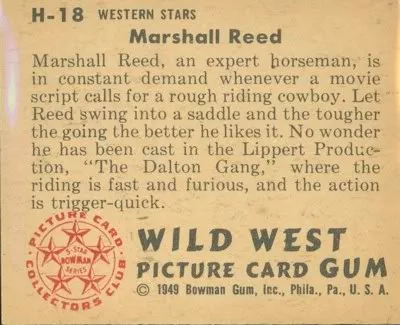 H-18 WESTERN STARS
Marshall Reed
Marshall Reed, an expert horseman, is
in constant demand whenever a movie
script calls for a rough riding cowboy. Let
Reed swing into a saddle and the tougher
the going the better he likes it. No wonder
he has been cast in the Lippert Produc-
tion, "The Dalton Gang," where the
riding is fast and furious, and the action
is trigger-quick.
PICTURE CARD
5-STAR
BOWMAN
SERIES
COLLECTORS CLUB
WILD WEST
PICTURE CARD GUM
© 1949 Bowman Gum, Inc., Phila., Pa., U. S. A.